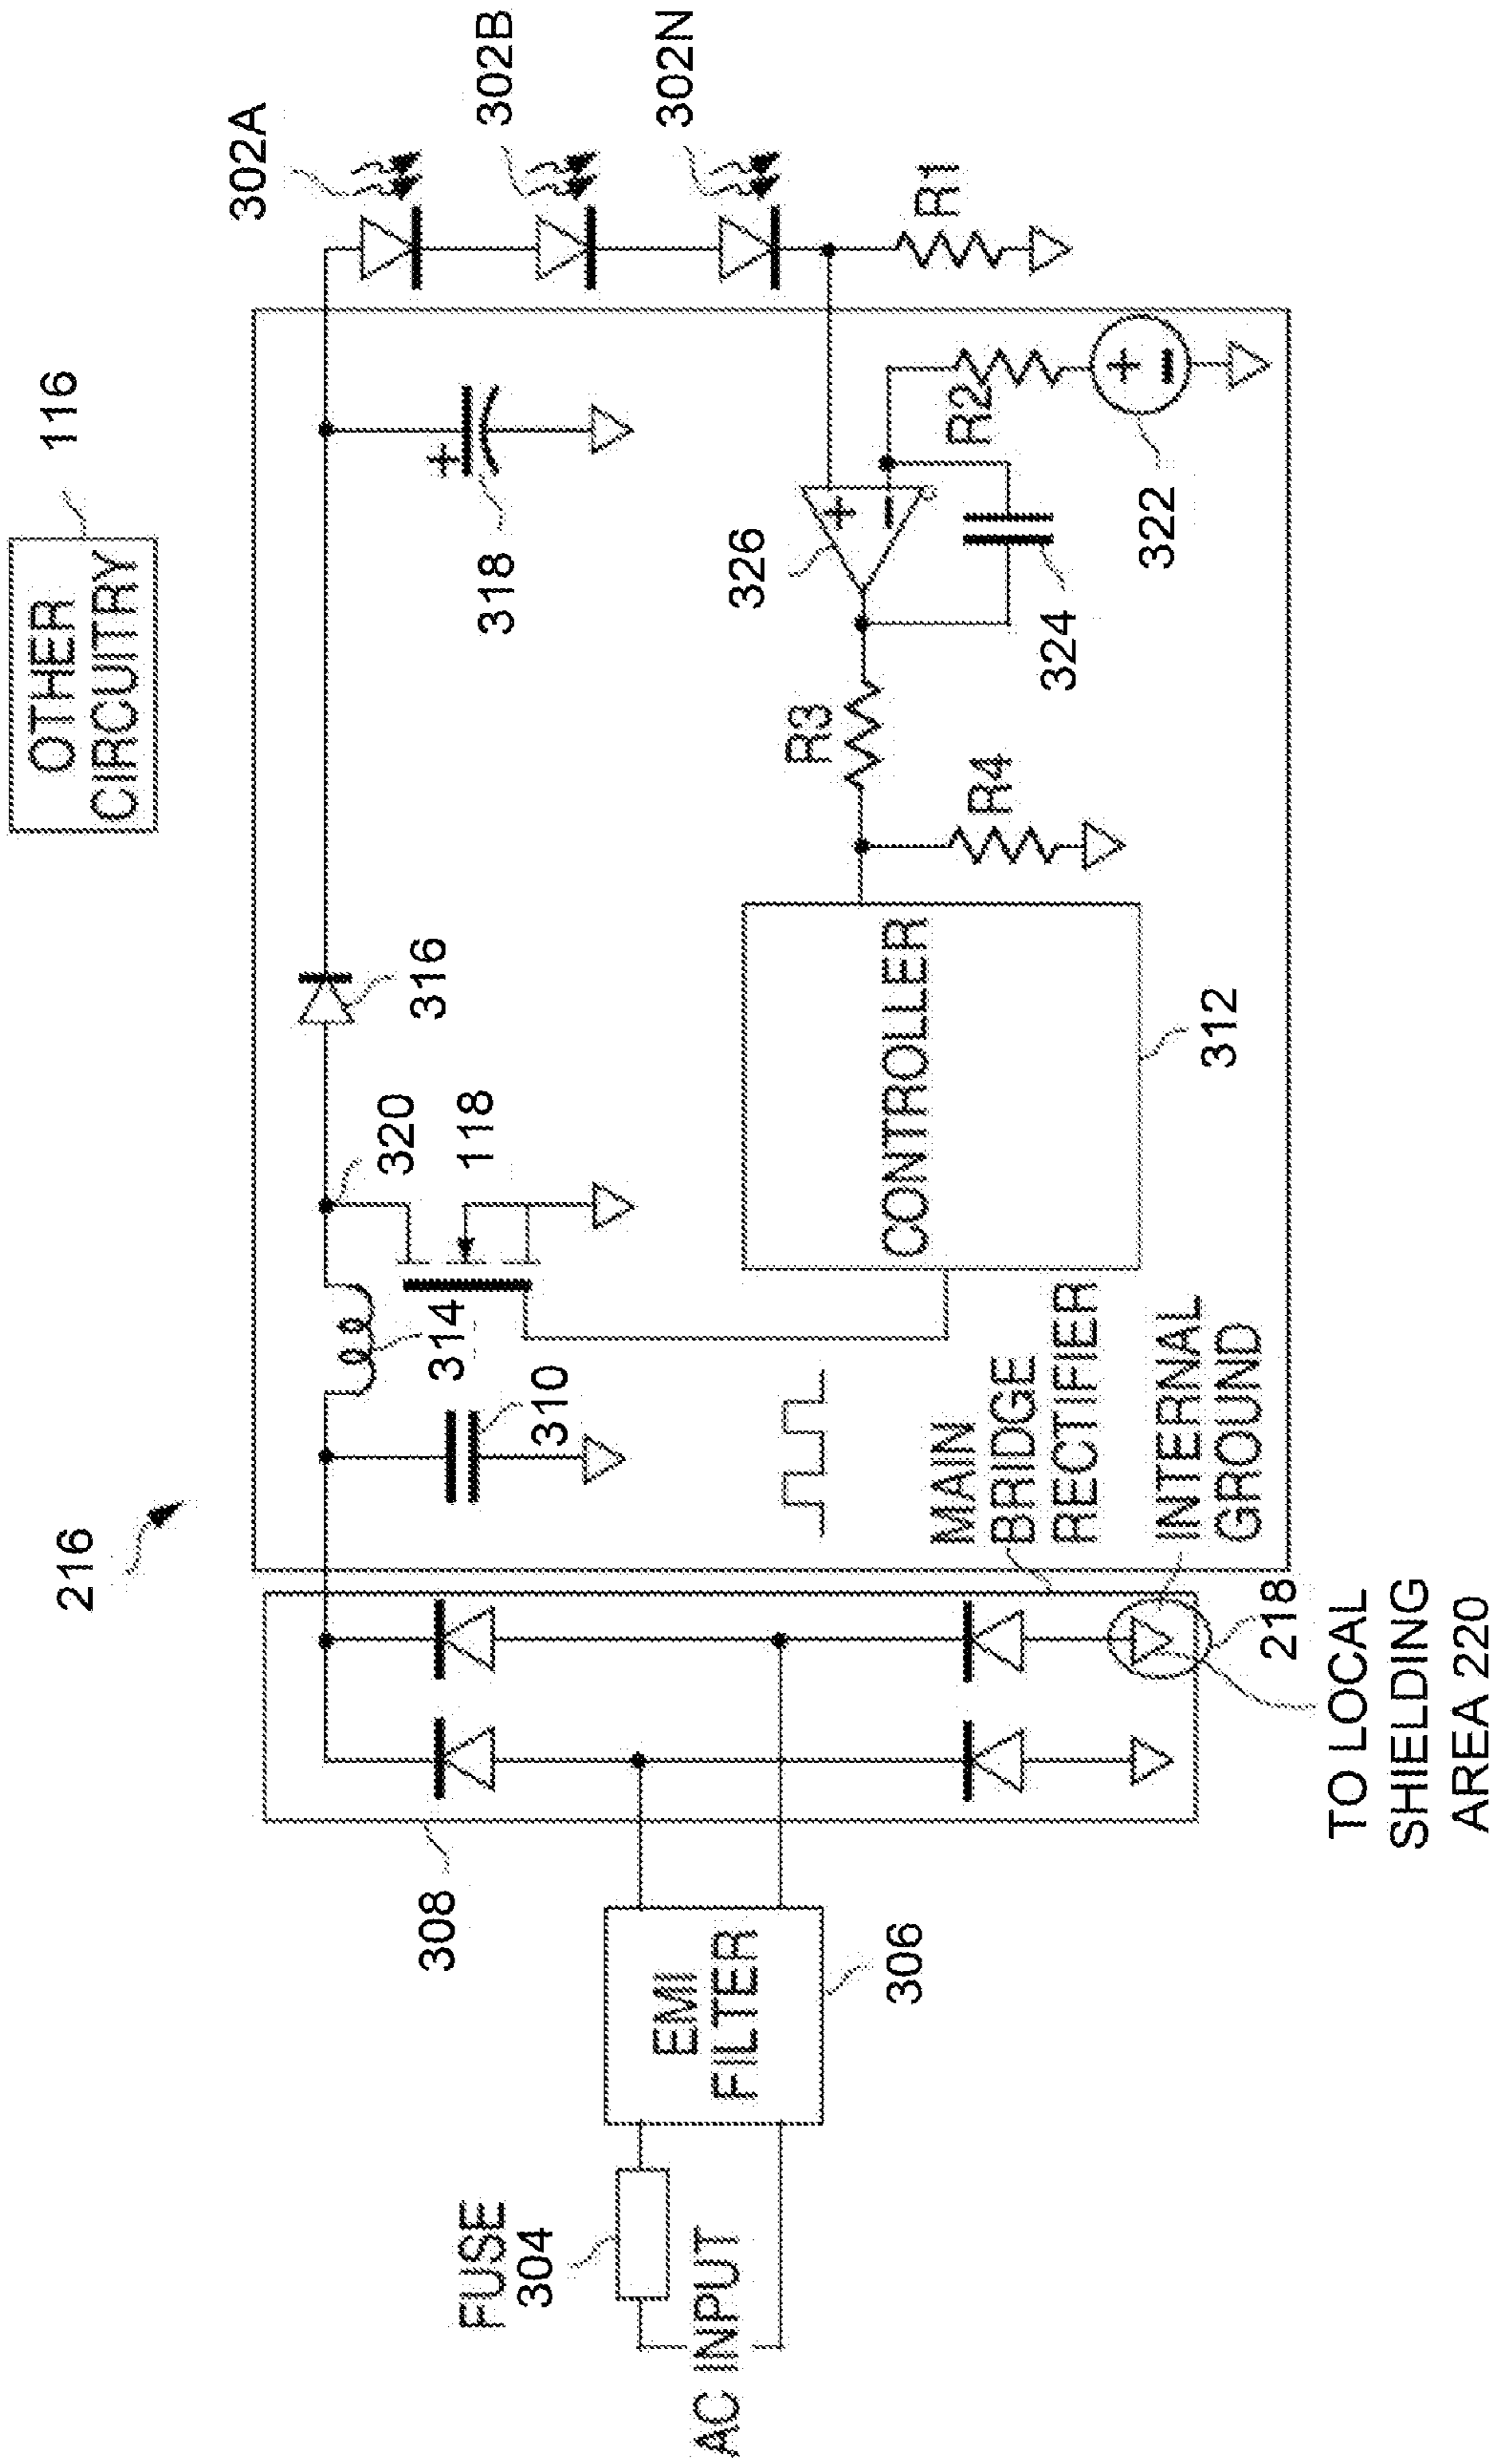 OTHER
CIRCUITRY
116
216
302A
302B
302N
R1
320
316
318
314
118
310
326
R2
R3
R4
324
322
CONTROLLER
312
MAIN
BRIDGE
RECTIFIER
INTERNAL
GROUND
218
TO LOCAL
SHIELDING
AREA 220
308
EMI
FILTER
306
FUSE
304
AC INPUT
+
+
−
+
−